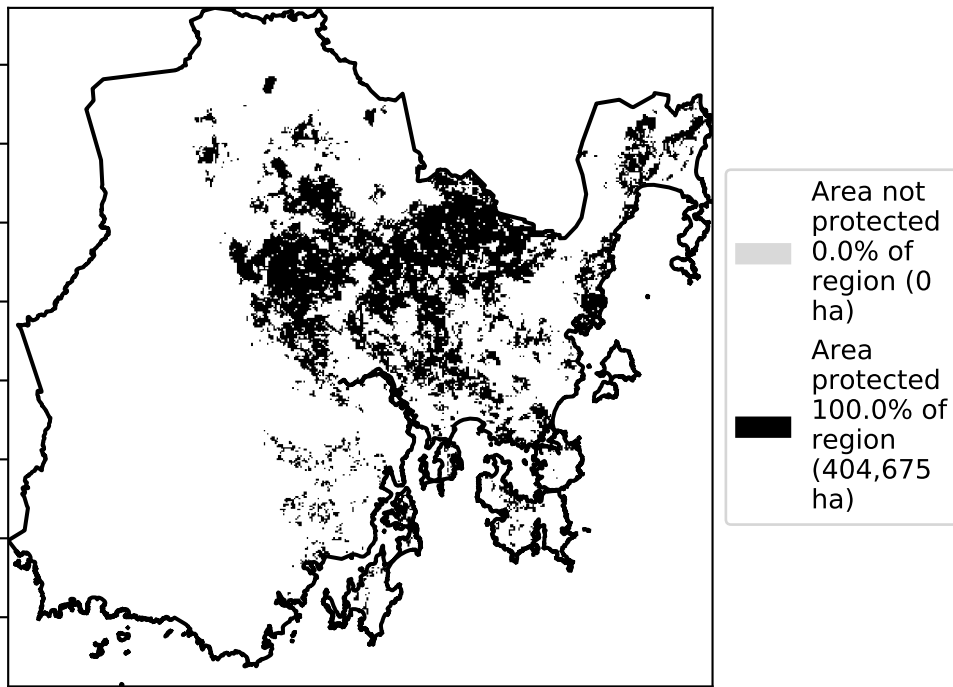 Area not
protected
0.0% of
region (0
ha)
Area
protected
100.0% of
region
(404,675
ha)